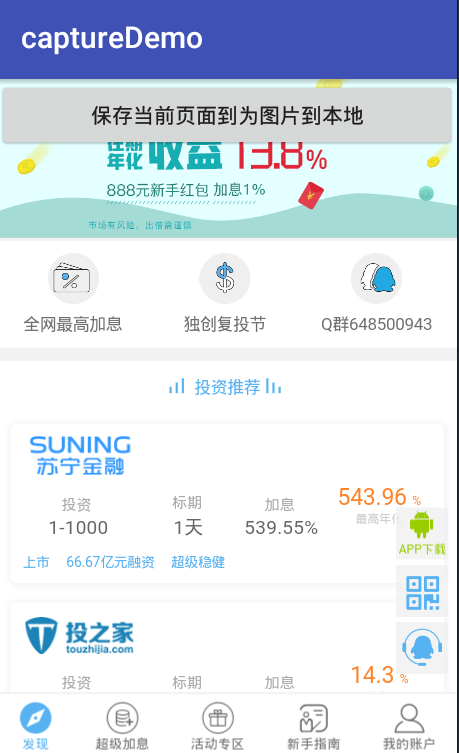 captureDemo
保存当前页面到为图片到本地
往期
年化 收益 13.8%
888元新手红包 加息1%
市场有风险，出借需谨慎
全网最高加息 独创复投节 Q群648500943
投资推荐
SUNING
苏宁金融
投资 标期 加息 543.96 %
1-1000 1天 539.55% 最高年化
上市 66.67亿元融资 超级稳健
APP下载
投之家
touzhijia.com
投资 标期 加息 14.3 %
发现 超级加息 活动专区 新手指南 我的账户